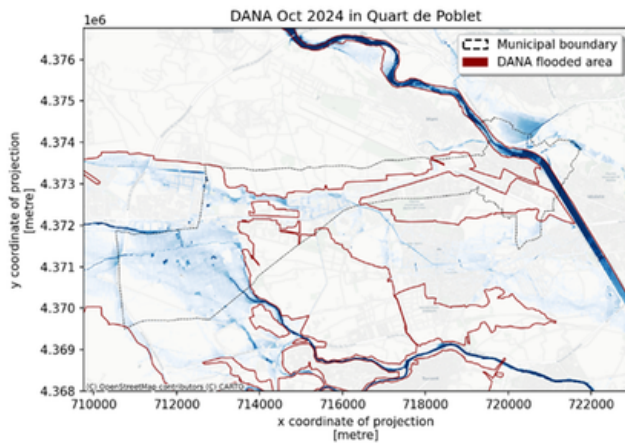 DANA Oct 2024 in Quart de Poblet
1e6
Municipal boundary
DANA flooded area
4.376
4.375
4.374
4.373
4.372
4.371
4.370
4.369
4.368
y coordinate of projection
[metre]
(C) OpenStreetMap contributors (C) CARTO
710000 712000 714000 716000 718000 720000 722000
x coordinate of projection
[metre]